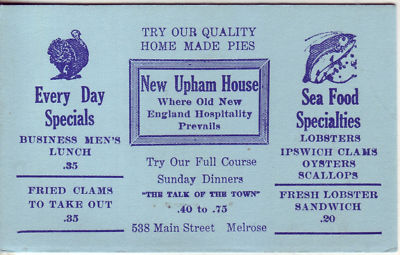 TRY OUR QUALITY
HOME MADE PIES
Every Day
Specials
BUSINESS MEN'S
LUNCH
.35
FRIED CLAMS
TO TAKE OUT
.35
New Upham House
Where Old New
England Hospitality
Prevails
Try Our Full Course
Sunday Dinners
"THE TALK OF THE TOWN"
.40 to .75
538 Main Street Melrose
Sea Food
Specialties
LOBSTERS
IPSWICH CLAMS
OYSTERS
SCALLOPS
FRESH LOBSTER
SANDWICH
.20